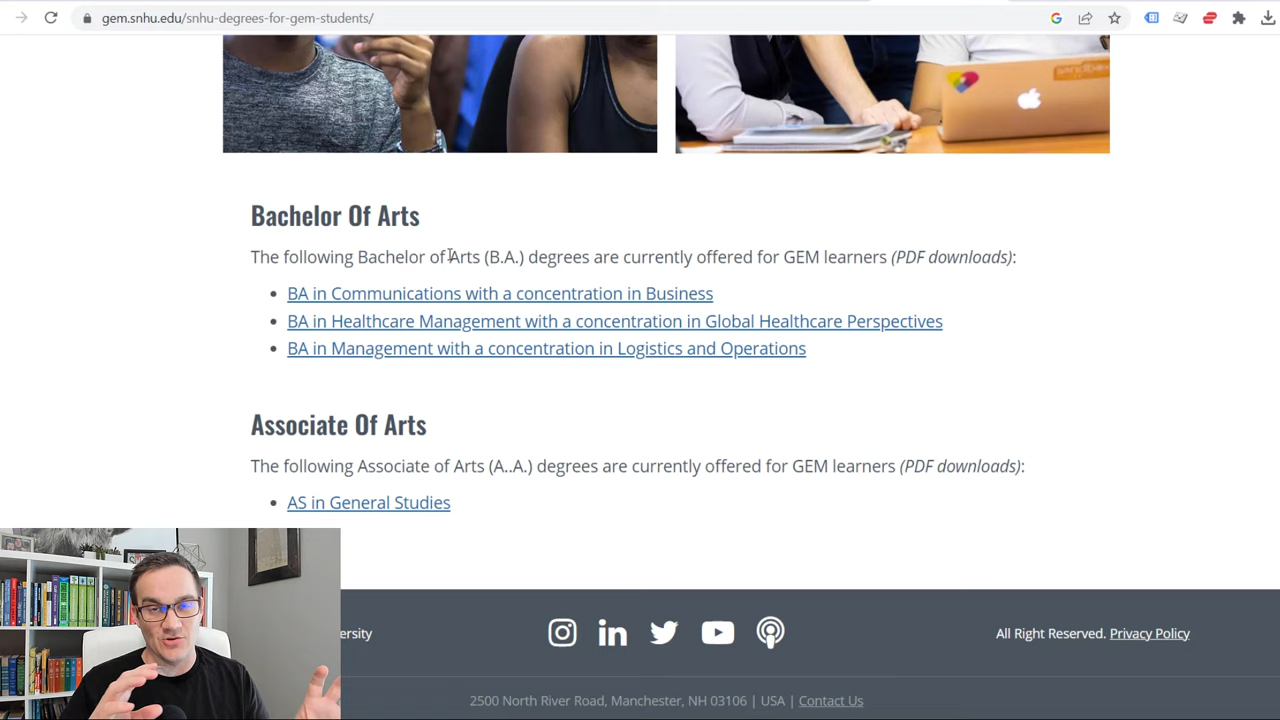 gem.snhu.edu/snhu-degrees-for-gem-students/
Bachelor Of Arts
The following Bachelor of Arts (B.A.) degrees are currently offered for GEM learners (PDF downloads):
BA in Communications with a concentration in Business
BA in Healthcare Management with a concentration in Global Healthcare Perspectives
BA in Management with a concentration in Logistics and Operations
Associate Of Arts
The following Associate of Arts (A..A.) degrees are currently offered for GEM learners (PDF downloads):
AS in General Studies
ersity
All Right Reserved. Privacy Policy
2500 North River Road, Manchester, NH 03106 | USA | Contact Us